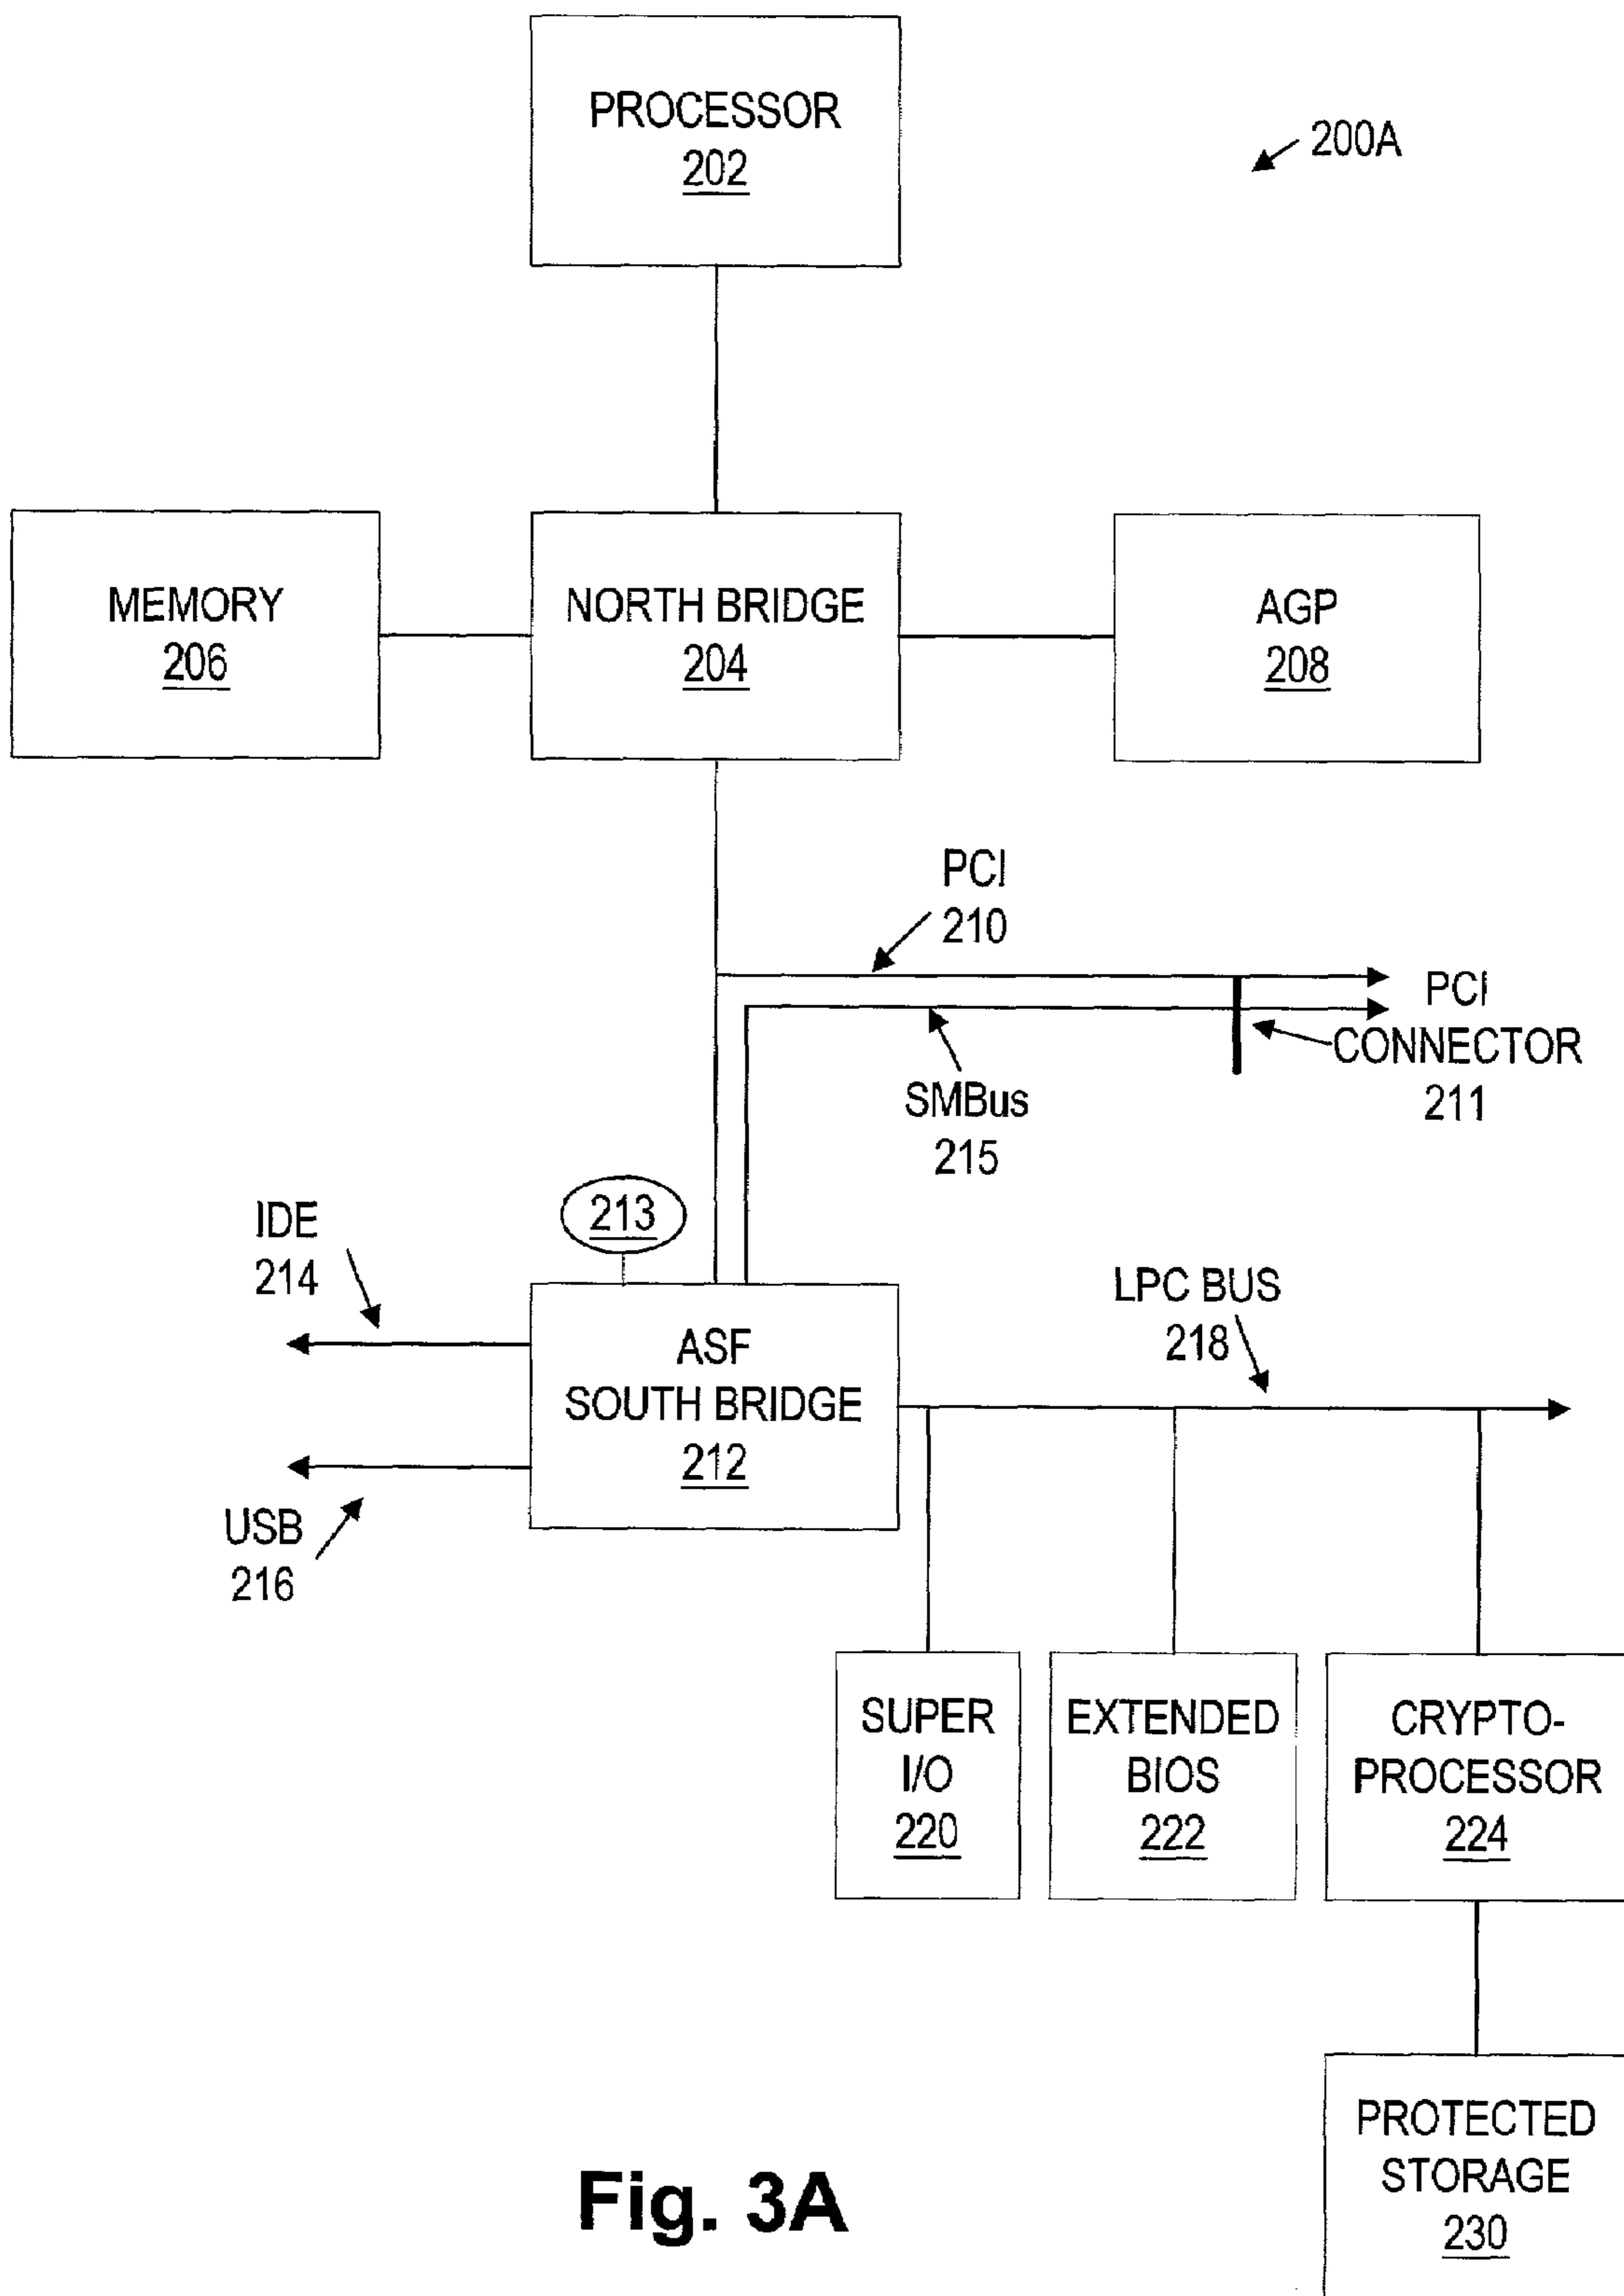 PROCESSOR
202
200A
MEMORY
206
NORTH BRIDGE
204
AGP
208
PCI
210
PCI
CONNECTOR
211
SMBus
215
213
IDE
214
LPC BUS
218
ASF
SOUTH BRIDGE
212
USB
216
SUPER
I/O
220
EXTENDED
BIOS
222
CRYPTO-
PROCESSOR
224
PROTECTED
STORAGE
230
Fig. 3A